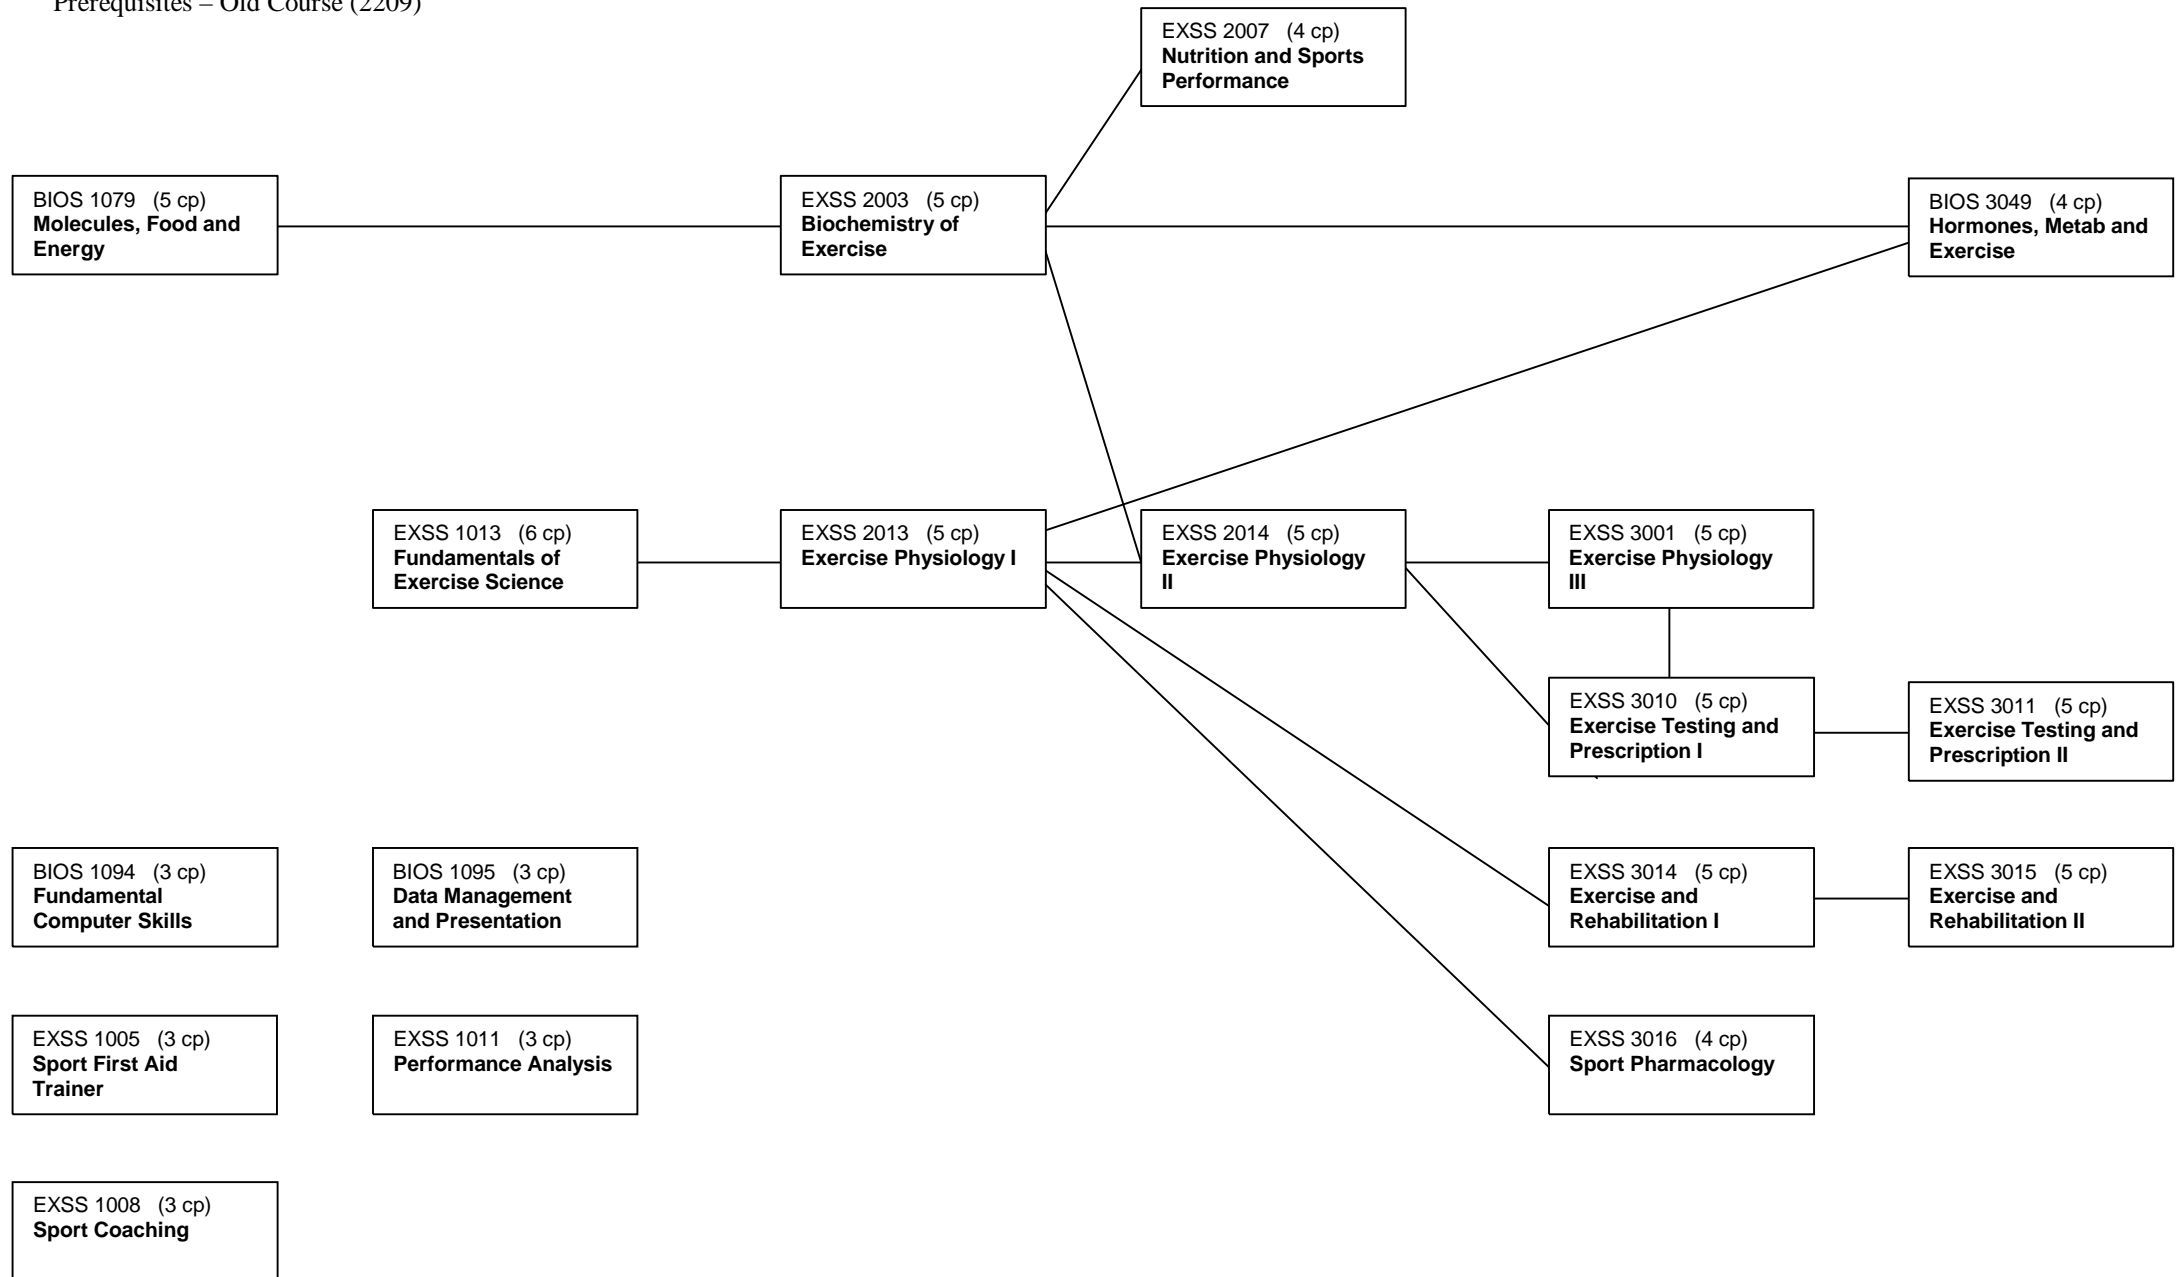 Prerequisites – Old Course (2209)
EXSS 2007 (4 cp)
Nutrition and Sports
Performance
BIOS 1079 (5 cp)
Molecules, Food and
Energy
EXSS 2003 (5 cp)
Biochemistry of
Exercise
BIOS 3049 (4 cp)
Hormones, Metab and
Exercise
EXSS 1013 (6 cp)
Fundamentals of
Exercise Science
EXSS 2013 (5 cp)
Exercise Physiology I
EXSS 2014 (5 cp)
Exercise Physiology
II
EXSS 3001 (5 cp)
Exercise Physiology
III
EXSS 3010 (5 cp)
Exercise Testing and
Prescription I
EXSS 3011 (5 cp)
Exercise Testing and
Prescription II
BIOS 1094 (3 cp)
Fundamental
Computer Skills
BIOS 1095 (3 cp)
Data Management
and Presentation
EXSS 3014 (5 cp)
Exercise and
Rehabilitation I
EXSS 3015 (5 cp)
Exercise and
Rehabilitation II
EXSS 1005 (3 cp)
Sport First Aid
Trainer
EXSS 1011 (3 cp)
Performance Analysis
EXSS 3016 (4 cp)
Sport Pharmacology
EXSS 1008 (3 cp)
Sport Coaching